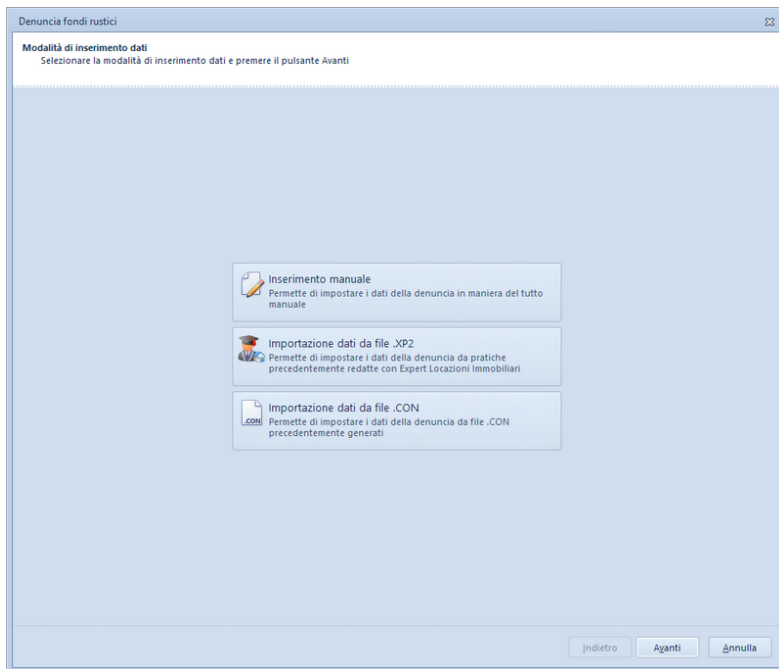 Denuncia fondi rustici
Modalità di inserimento dati
Selezionare la modalità di inserimento dati e premere il pulsante Avanti
Inserimento manuale
Permette di impostare i dati della denuncia in maniera del tutto
manuale
Importazione dati da file .XP2
Permette di impostare i dati della denuncia da pratiche
precedentemente redatte con Expert Locazioni Immobiliari
.CON
Importazione dati da file .CON
Permette di impostare i dati della denuncia da file .CON
precedentemente generati
Indietro
Avanti
Annulla